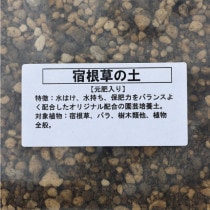 宿根草の土
【元肥入り】
特徴：水はけ、水持ち、保肥力をバランスよ
く配合したオリジナル配合の園芸培養土。
対象植物：宿根草、バラ、樹木類他、植物
全般。